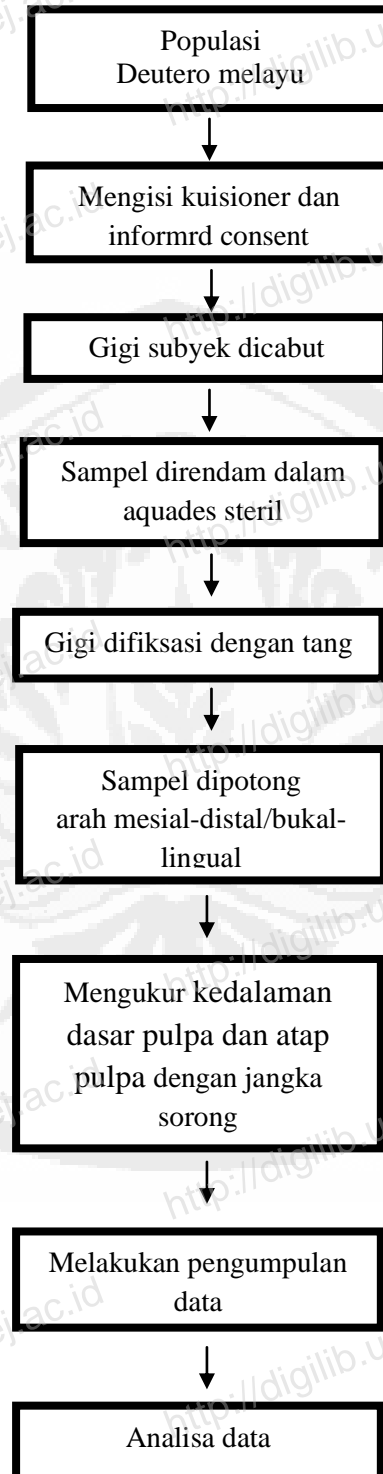 Populasi
Deutero melayu
Mengisi kuisioner dan
informrd consent
Gigi subyek dicabut
Sampel direndam dalam
aquades steril
Gigi difiksasi dengan tang
Sampel dipotong
arah mesial-distal/bukal-
lingual
Mengukur kedalaman
dasar pulpa dan atap
pulpa dengan jangka
sorong
Melakukan pengumpulan
data
Analisa data